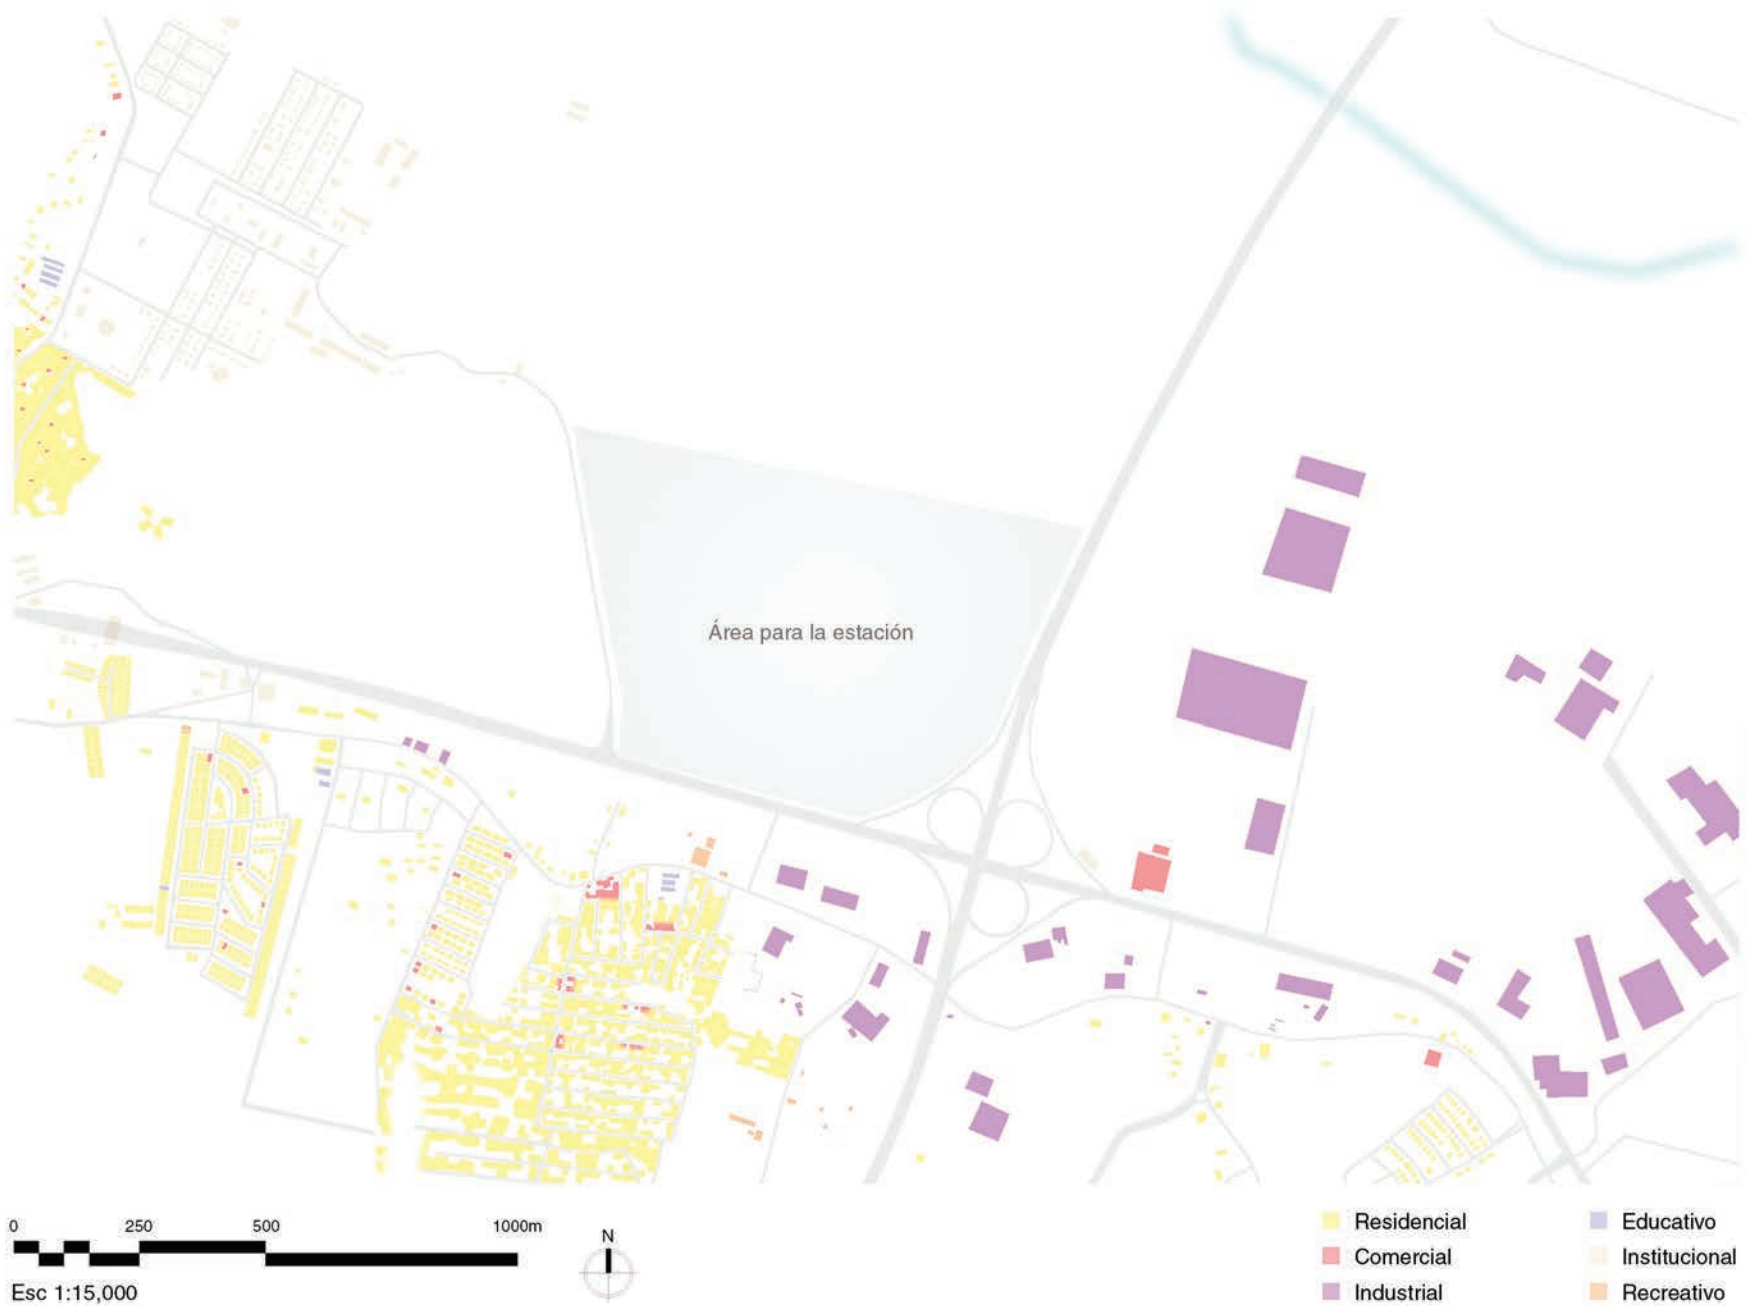 Área para la estación
0 250 500 1000m
Esc 1:15,000
N
Residencial
Comercial
Industrial
Educativo
Institucional
Recreativo